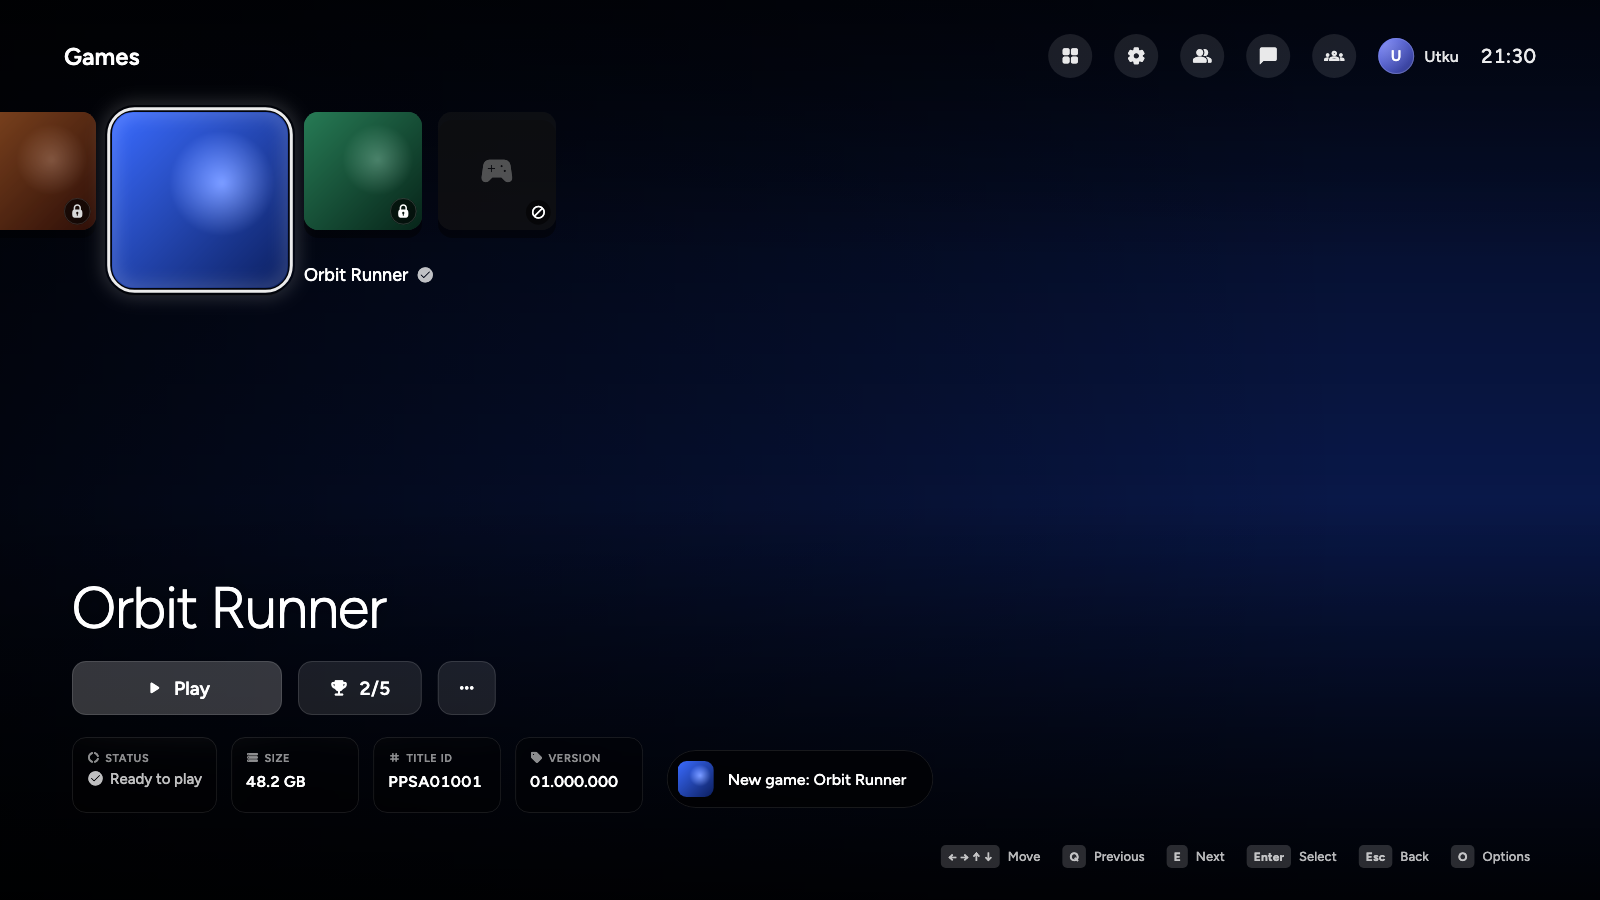 Games
U
Utku
21:30
Orbit Runner
Orbit Runner
Play
2/5
STATUS
Ready to play
SIZE
48.2 GB
TITLE ID
PPSA01001
VERSION
01.000.000
New game: Orbit Runner
←→↑↓ Move
Q Previous
E Next
Enter Select
Esc Back
O Options